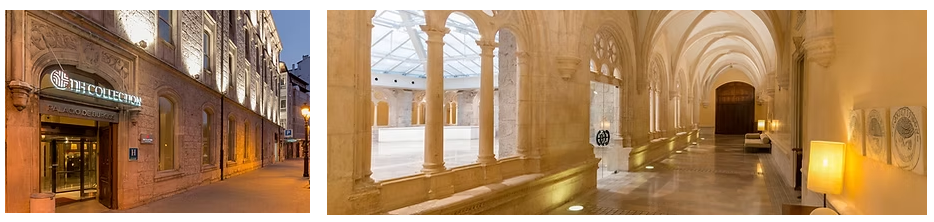 NH COLLECTION
PALACIO DE BURGOS
H
P